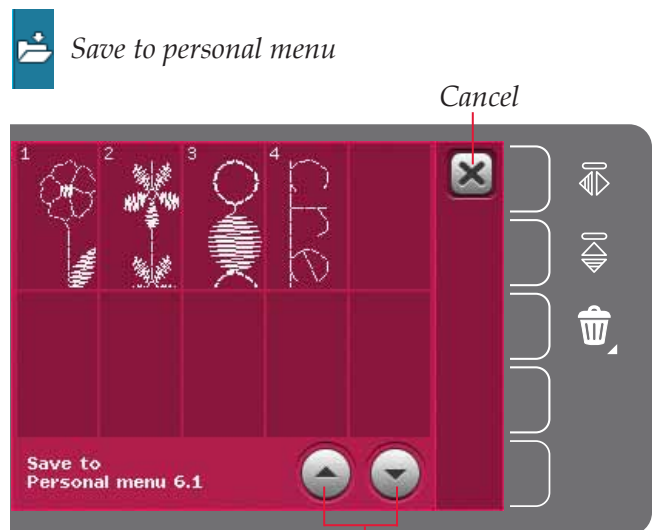 Save to personal menu
Cancel
1 2 3 4
Save to
Personal menu 6.1